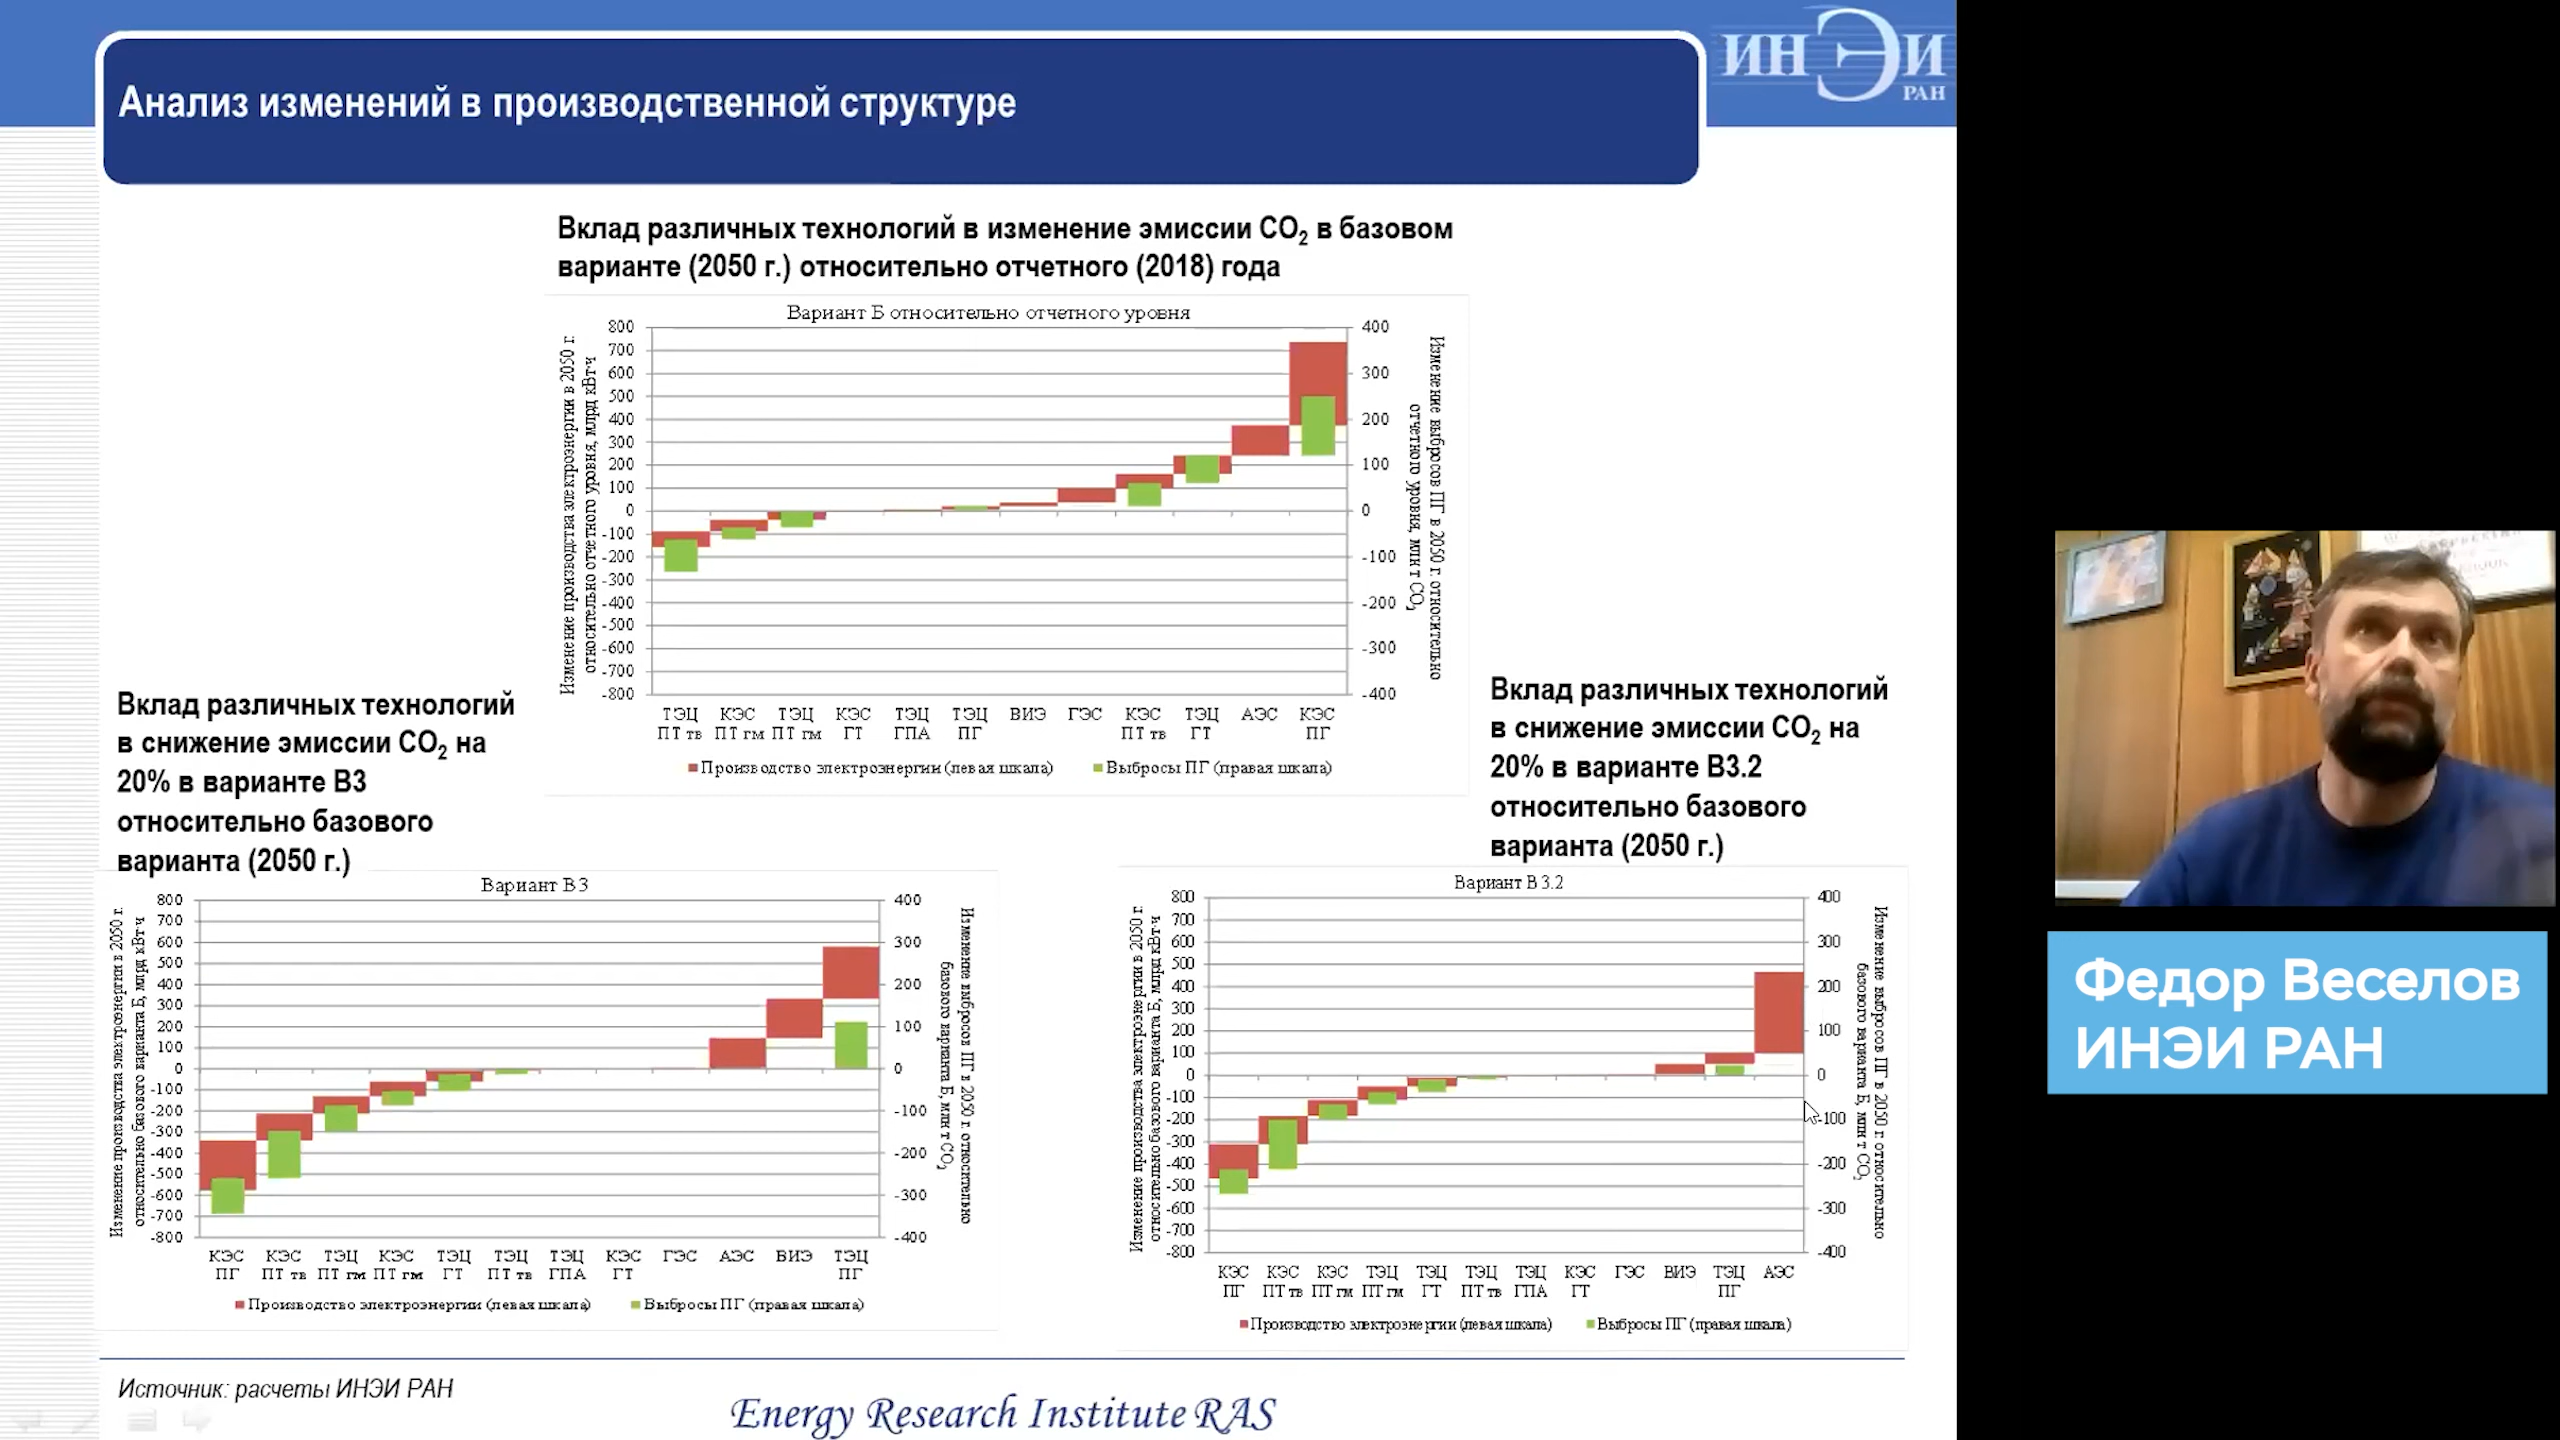 Анализ изменений в производственной структуре
ИНЭИ
РАН
Вклад различных технологий в изменение эмиссии CO2 в базовом
варианте (2050 г.) относительно отчетного (2018) года
Вариант Б относительно отчетного уровня
Изменение производства электроэнергии в 2050 г.
относительно отчетного уровня, млрд кВт·ч
800
700
600
500
400
300
200
100
0
-100
-200
-300
-400
-500
-600
-700
-800
400
300
200
100
0
-100
-200
-300
-400
Изменение выбросов ПГ в 2050 г. относительно
отчетного уровня, млн т CO2
ТЭЦ КЭС ТЭЦ КЭС ТЭЦ ТЭЦ ВИЭ ГЭС КЭС ТЭЦ АЭС КЭС
ПТ тв ПТ гм ПТ гм ГТ ГПА ПГ ПТ тв ГТ ПГ
Производство электроэнергии (левая шкала) Выбросы ПГ (правая шкала)
Вклад различных технологий
в снижение эмиссии CO2 на
20% в варианте В3
относительно базового
варианта (2050 г.)
Вариант В3
Изменение производства электроэнергии в 2050 г.
относительно базового варианта Б, млрд кВт·ч
800
700
600
500
400
300
200
100
0
-100
-200
-300
-400
-500
-600
-700
-800
400
300
200
100
0
-100
-200
-300
-400
Изменение выбросов ПГ в 2050 г. относительно
базового варианта Б, млн т CO2
КЭС КЭС ТЭЦ КЭС ТЭЦ ТЭЦ ТЭЦ КЭС ГЭС АЭС ВИЭ ТЭЦ
ПГ ПТ тв ПТ гм ПТ гм ГТ ПТ тв ГПА ГТ ПГ
Производство электроэнергии (левая шкала) Выбросы ПГ (правая шкала)
Вклад различных технологий
в снижение эмиссии CO2 на
20% в варианте В3.2
относительно базового
варианта (2050 г.)
Вариант В3.2
Изменение производства электроэнергии в 2050 г.
относительно базового варианта Б, млрд кВт·ч
800
700
600
500
400
300
200
100
0
-100
-200
-300
-400
-500
-600
-700
-800
400
300
200
100
0
-100
-200
-300
-400
Изменение выбросов ПГ в 2050 г. относительно
базового варианта Б, млн т CO2
КЭС КЭС КЭС ТЭЦ ТЭЦ ТЭЦ ТЭЦ КЭС ГЭС ВИЭ ТЭЦ АЭС
ПГ ПТ тв ПТ гм ПТ гм ГТ ПТ тв ГПА ГТ ПГ
Производство электроэнергии (левая шкала) Выбросы ПГ (правая шкала)
Источник: расчеты ИНЭИ РАН
Energy Research Institute RAS
Федор Веселов
ИНЭИ РАН